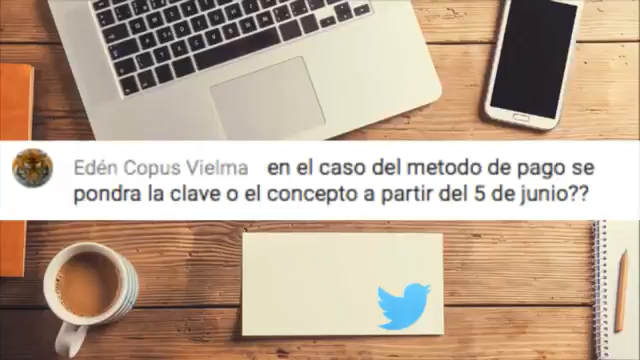 Edén Copus Vielma en el caso del metodo de pago se
pondra la clave o el concepto a partir del 5 de junio??